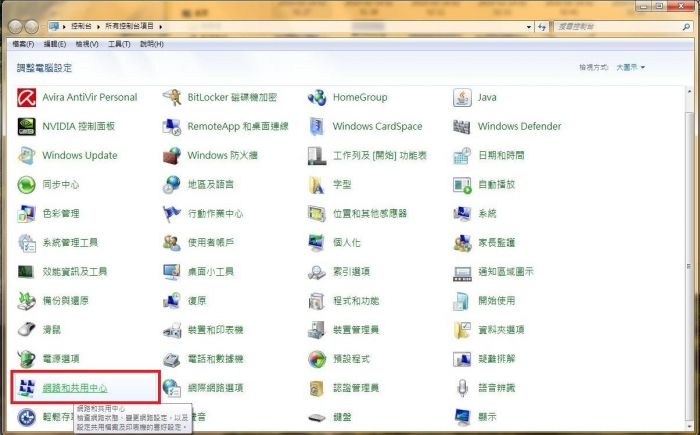 控制台 ▸ 所有控制台項目 ▸
搜尋控制台
檔案(F) 編輯(E) 檢視(V) 工具(T) 說明(H)
調整電腦設定
檢視方式: 大圖示
Avira AntiVir Personal
BitLocker 磁碟機加密
HomeGroup
Java
NVIDIA 控制面板
RemoteApp 和桌面連線
Windows CardSpace
Windows Defender
Windows Update
Windows 防火牆
工作列及 [開始] 功能表
日期和時間
同步中心
地區及語言
字型
自動播放
色彩管理
行動作業中心
位置和其他感應器
系統
系統管理工具
使用者帳戶
個人化
家長監護
效能資訊及工具
桌面小工具
索引選項
通知區域圖示
備份與還原
復原
程式和功能
開始使用
滑鼠
裝置和印表機
裝置管理員
資料夾選項
電源選項
電話和數據機
預設程式
疑難排解
網路和共用中心
網際網路選項
認證管理員
語音辨識
輕鬆存
音
鍵盤
顯示
網路和共用中心
檢查網路狀態、變更網路設定，以及
設定共用檔案及印表機的喜好設定。